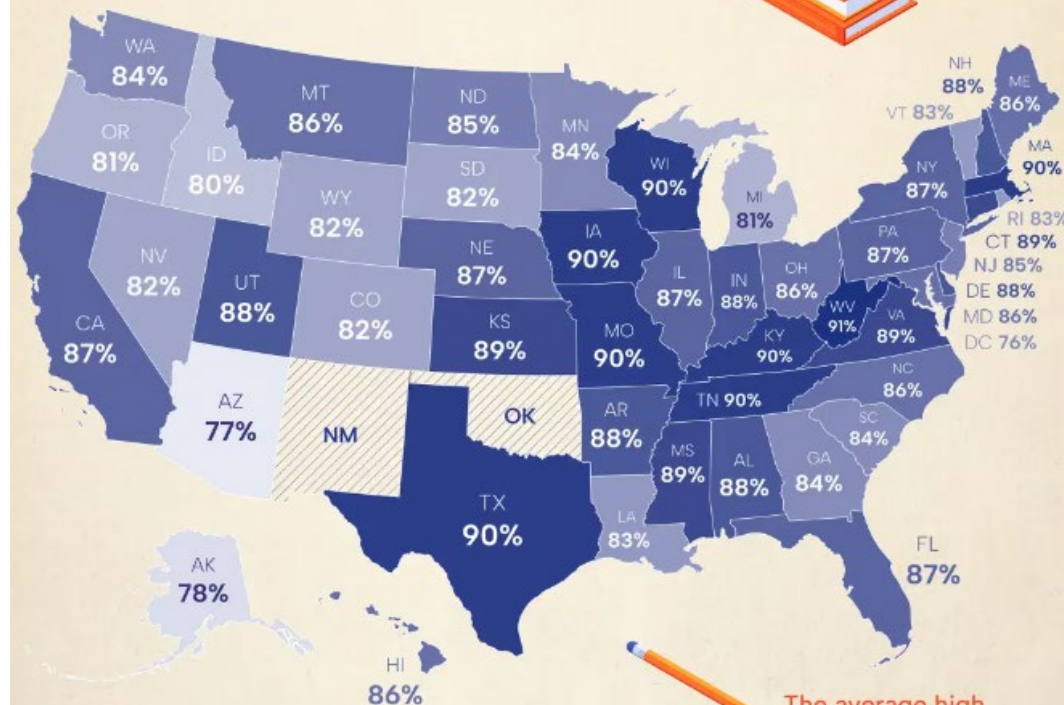 WA
84%
OR
81%
ID
80%
MT
86%
ND
85%
MN
84%
SD
82%
WY
82%
NV
82%
CA
87%
UT
88%
CO
82%
NE
87%
KS
89%
IA
90%
WI
90%
MI
81%
IL
87%
IN
88%
OH
86%
MO
90%
KY
90%
WV
91%
VA
89%
PA
87%
NY
87%
NH
88%
VT 83%
ME
86%
MA
90%
RI 83%
CT 89%
NJ 85%
DE 88%
MD 86%
DC 76%
NC
86%
SC
84%
TN 90%
AR
88%
MS
89%
AL
88%
GA
84%
LA
83%
FL
87%
AZ
77%
NM
OK
TX
90%
AK
78%
HI
86%
The average high